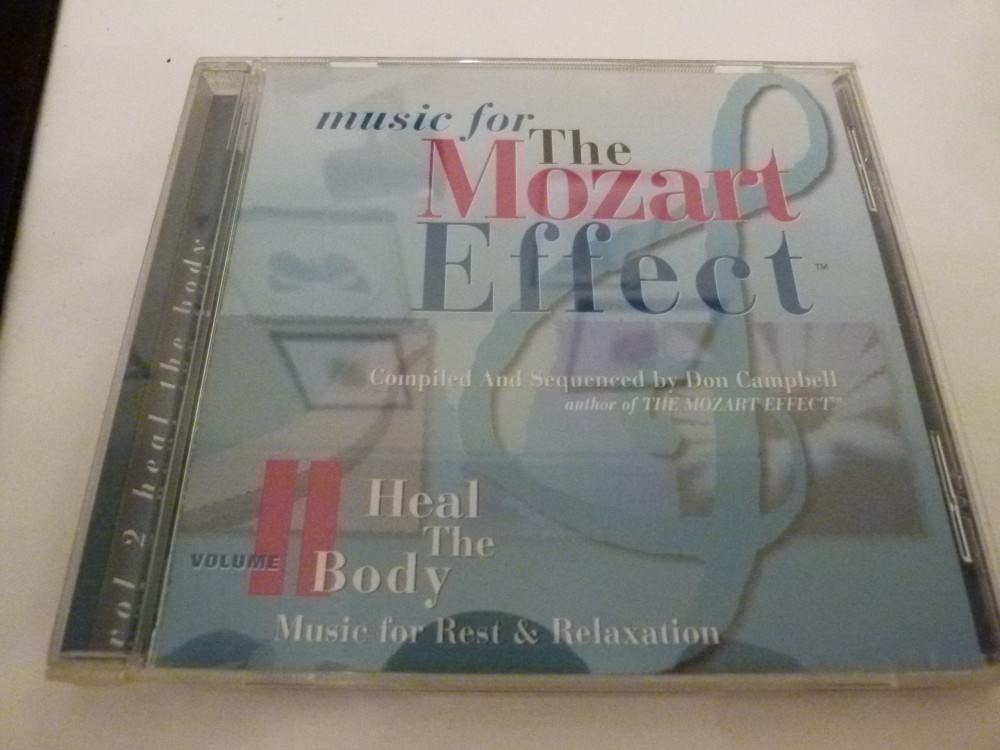 music for
The
Mozart
Effect™
Compiled And Sequenced by Don Campbell
author of THE MOZART EFFECT™
VOLUME II
Heal
The
Body
Music for Rest & Relaxation
vol 2 heal the body